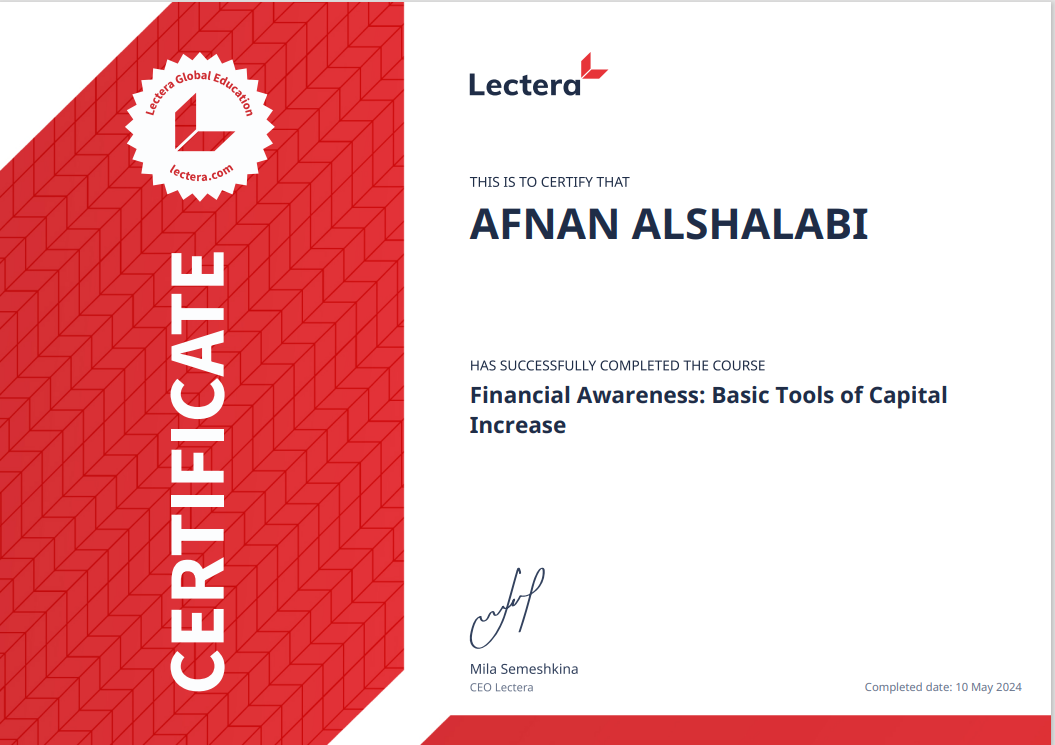 Lectera Global Education
lectera.com
CERTIFICATE
Lectera
THIS IS TO CERTIFY THAT
AFNAN ALSHALABI
HAS SUCCESSFULLY COMPLETED THE COURSE
Financial Awareness: Basic Tools of Capital
Increase
Mila Semeshkina
CEO Lectera
Completed date: 10 May 2024